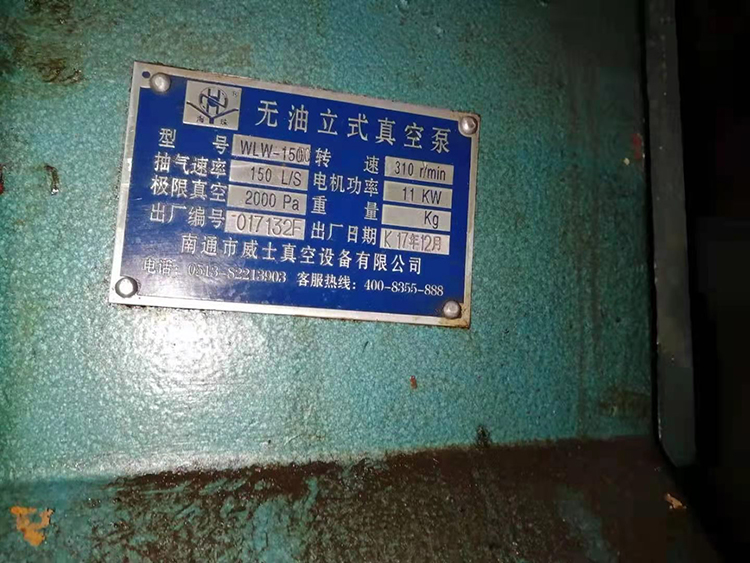 海珠
无油立式真空泵
型号 WLW-150 转速 310 r/min
抽气速率 150 L/S 电机功率 11 KW
极限真空 2000 Pa 重量 Kg
出厂编号 017132F 出厂日期 K 17年12月
南通市威士真空设备有限公司
电话: 0513-82213903 客服热线: 400-8355-888